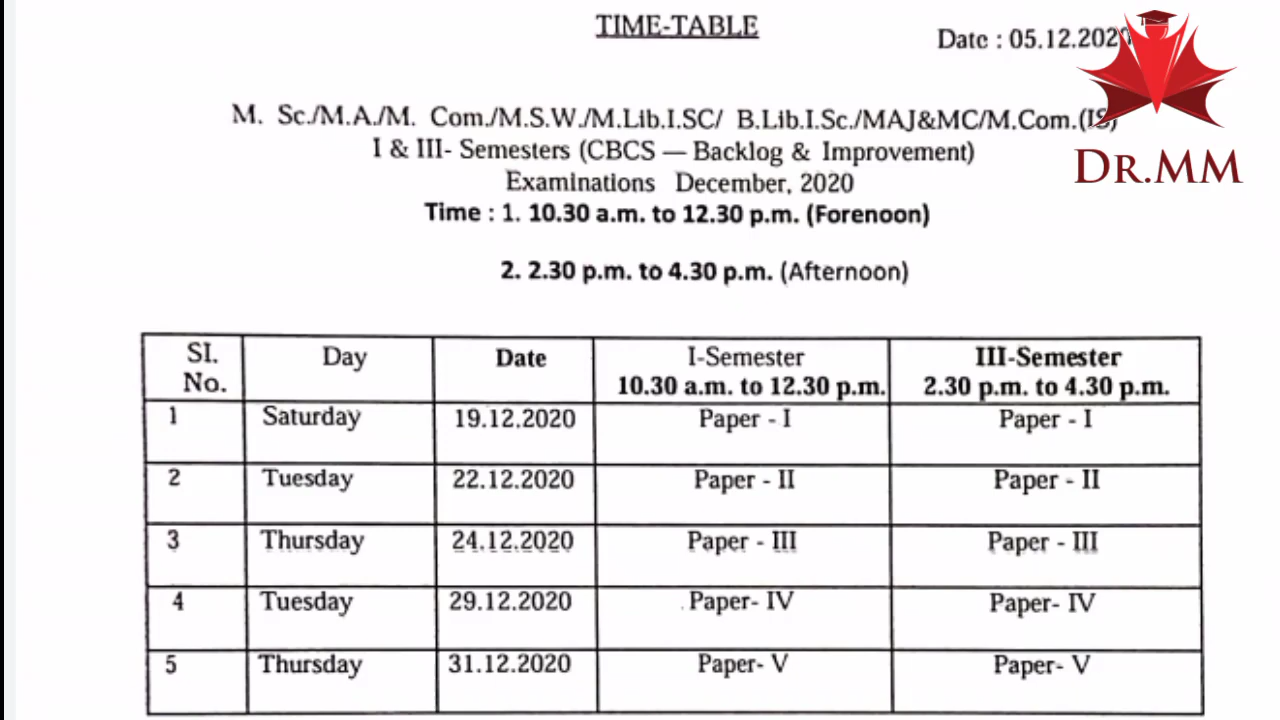 TIME-TABLE
Date : 05.12.2020
M. Sc./M.A./M. Com./M.S.W./M.Lib.I.SC/ B.Lib.I.Sc./MAJ&MC/M.Com.(IS)
I & III- Semesters (CBCS — Backlog & Improvement)
Examinations December, 2020
Time : 1. 10.30 a.m. to 12.30 p.m. (Forenoon)
2. 2.30 p.m. to 4.30 p.m. (Afternoon)
DR.MM
SI. No. Day Date I-Semester 10.30 a.m. to 12.30 p.m. III-Semester 2.30 p.m. to 4.30 p.m.
1 Saturday 19.12.2020 Paper - I Paper - I
2 Tuesday 22.12.2020 Paper - II Paper - II
3 Thursday 24.12.2020 Paper - III Paper - III
4 Tuesday 29.12.2020 Paper- IV Paper- IV
5 Thursday 31.12.2020 Paper- V Paper- V